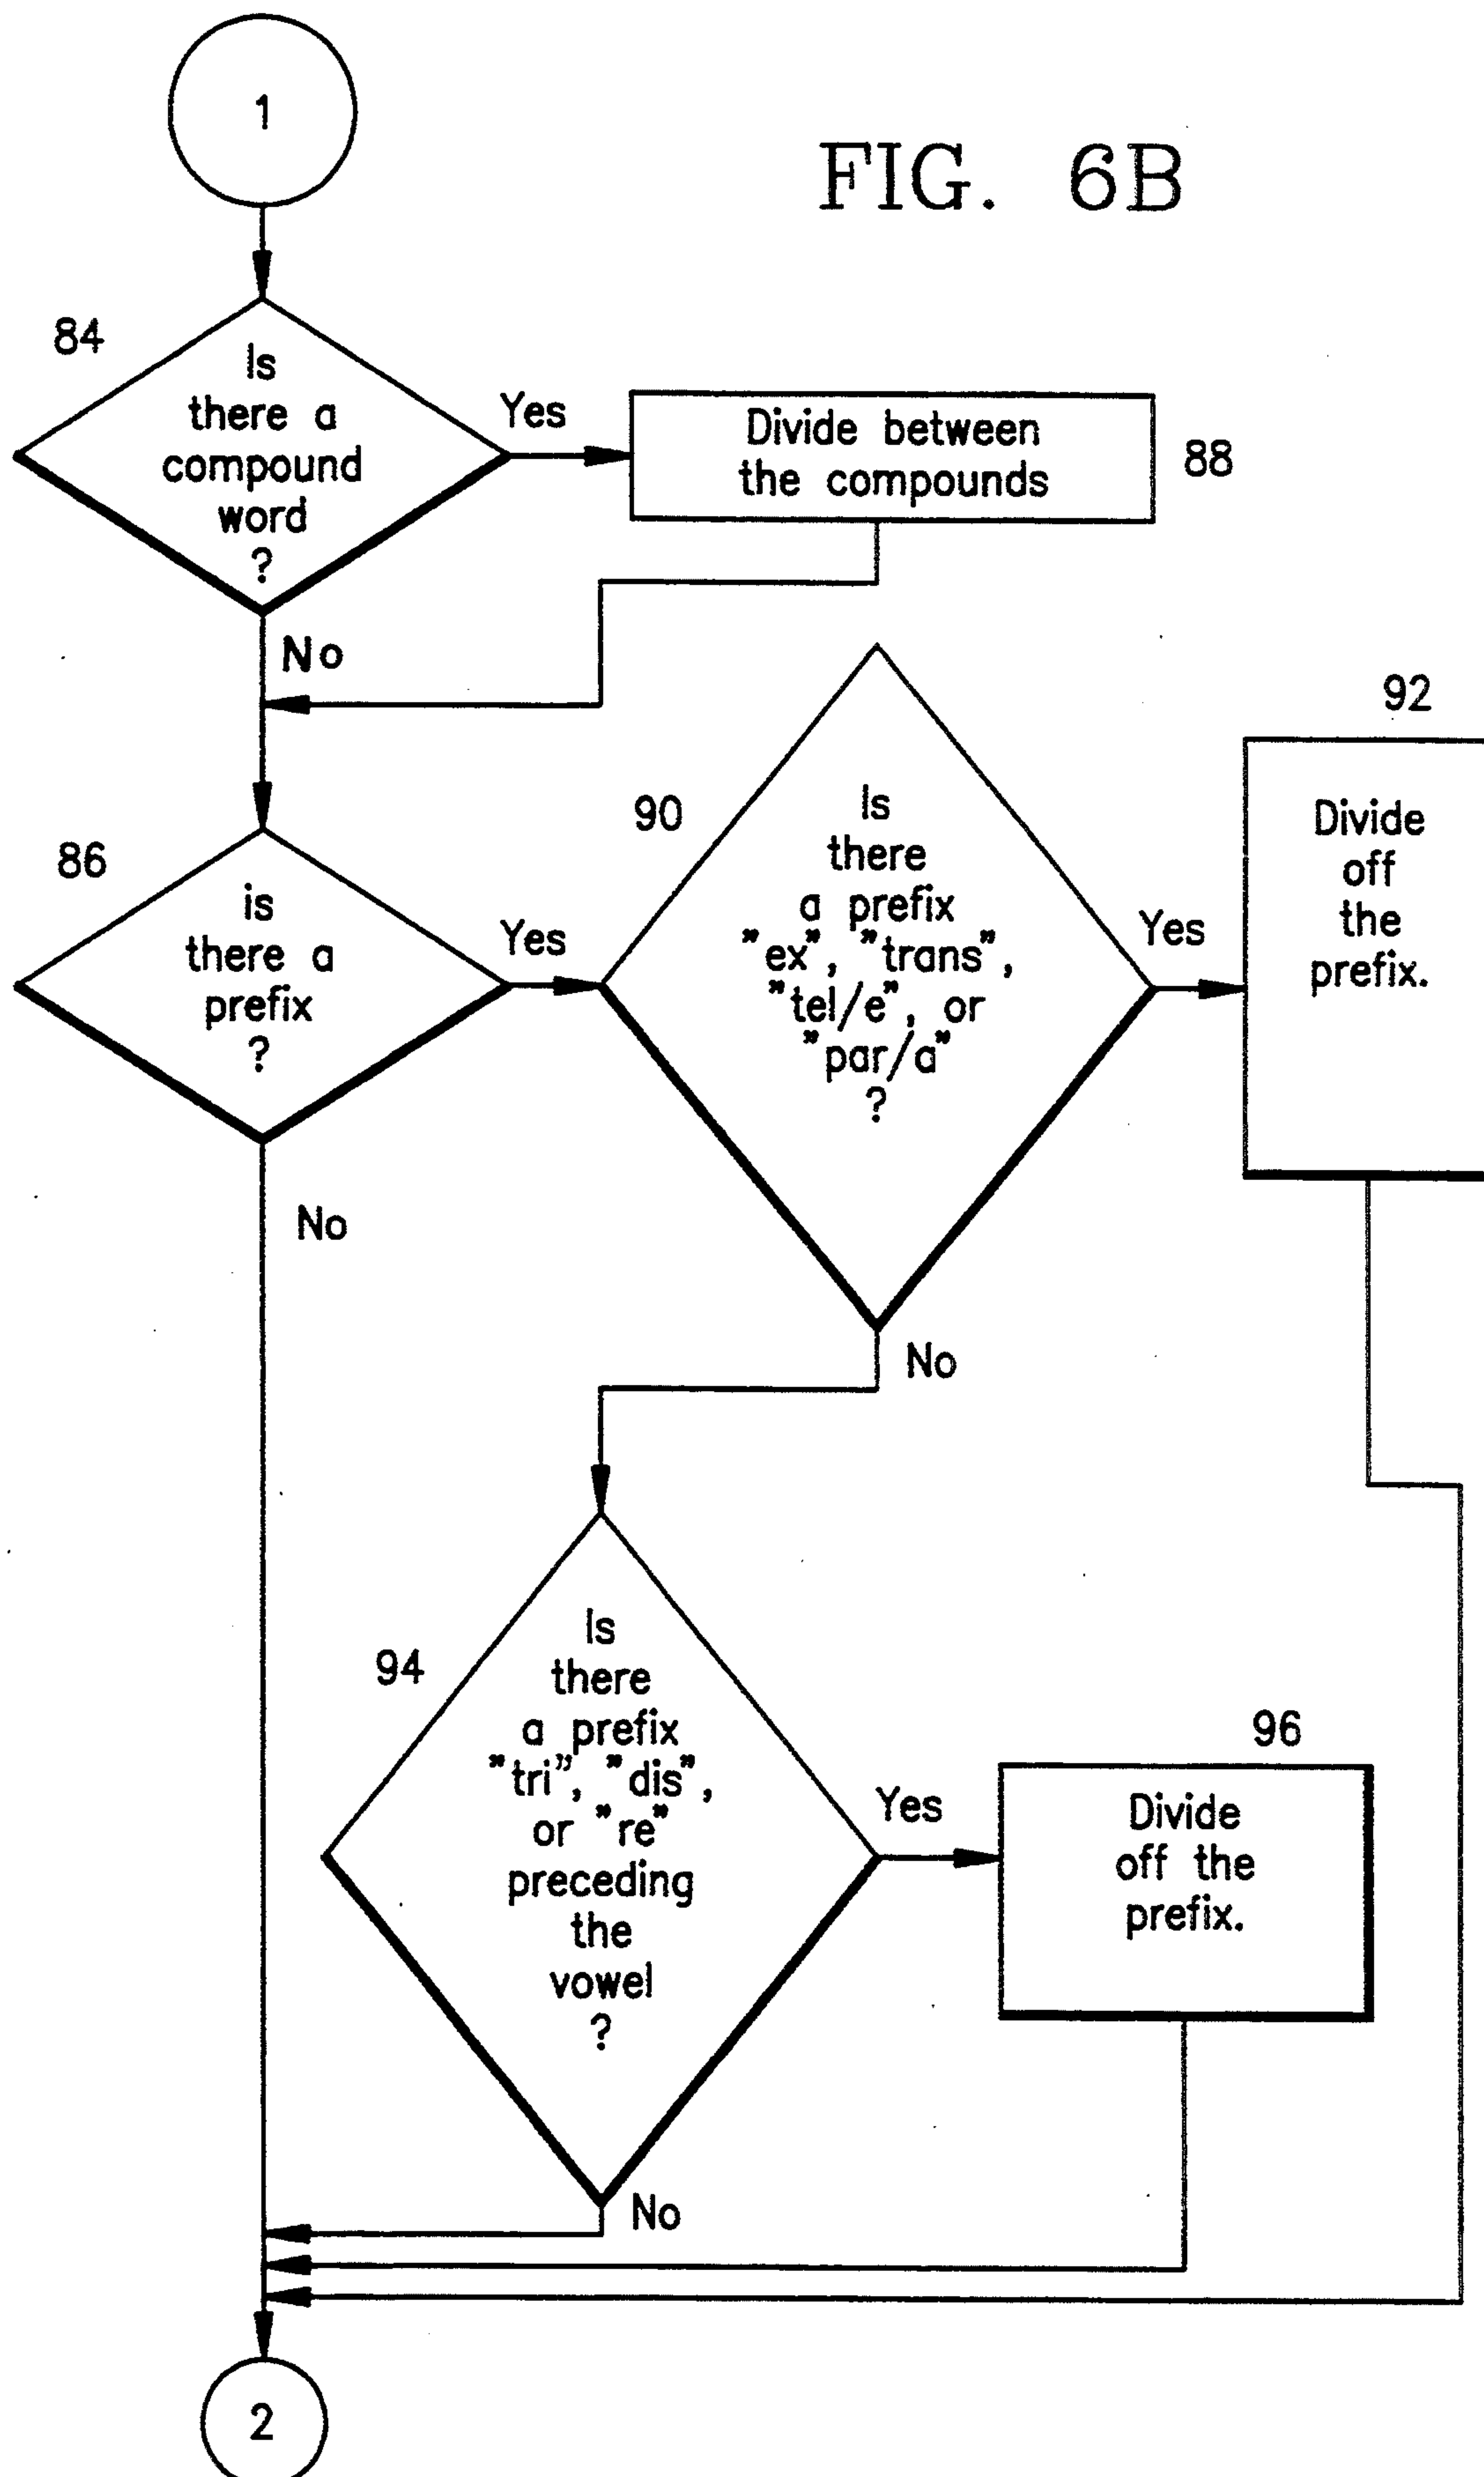 1
FIG. 6B
84
Is
there a
compound
word
?
Yes
Divide between
the compounds
88
No
86
is
there a
prefix
?
Yes
90
Is
there
a prefix
"ex", "trans",
"tel/e", or
"par/a"
?
Yes
92
Divide
off
the
prefix.
No
No
94
Is
there
a prefix
"tri", "dis",
or "re"
preceding
the
vowel
?
Yes
96
Divide
off the
prefix.
No
2